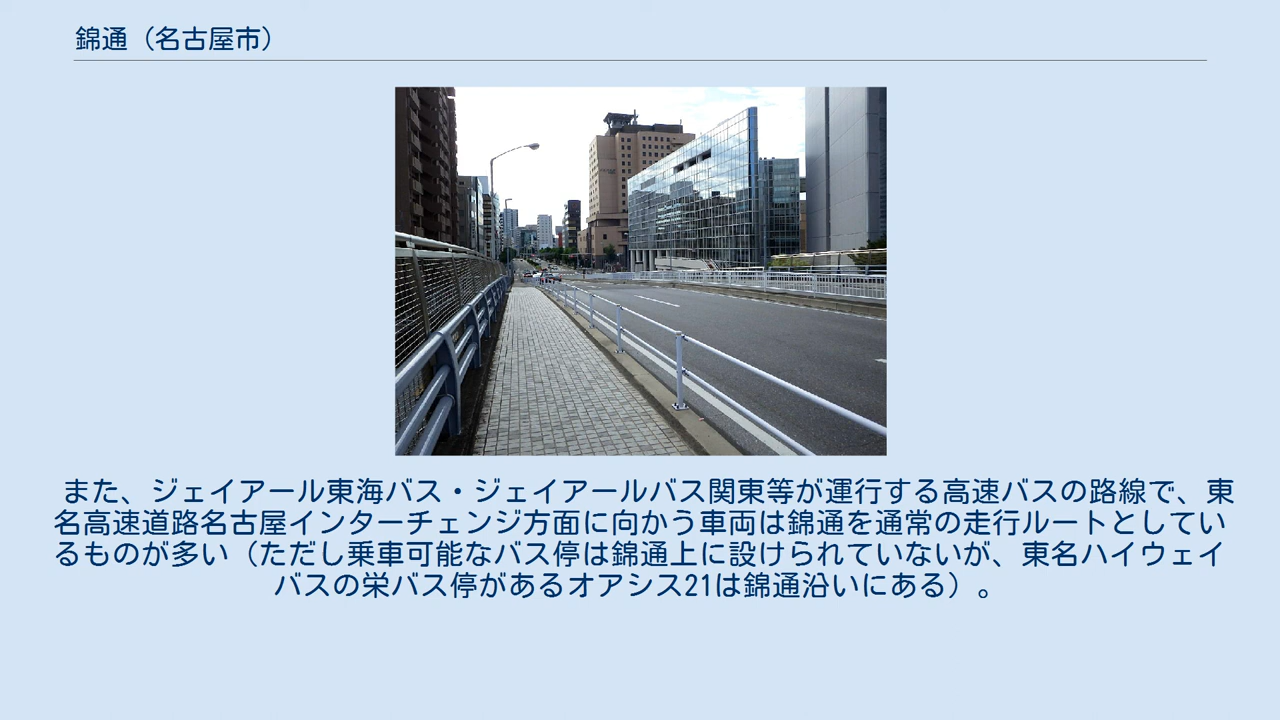 錦通（名古屋市）
また、ジェイアール東海バス・ジェイアールバス関東等が運行する高速バスの路線で、東
名高速道路名古屋インターチェンジ方面に向かう車両は錦通を通常の走行ルートとしてい
るものが多い（ただし乗車可能なバス停は錦通上に設けられていないが、東名ハイウェイ
バスの栄バス停があるオアシス21は錦通沿いにある）。